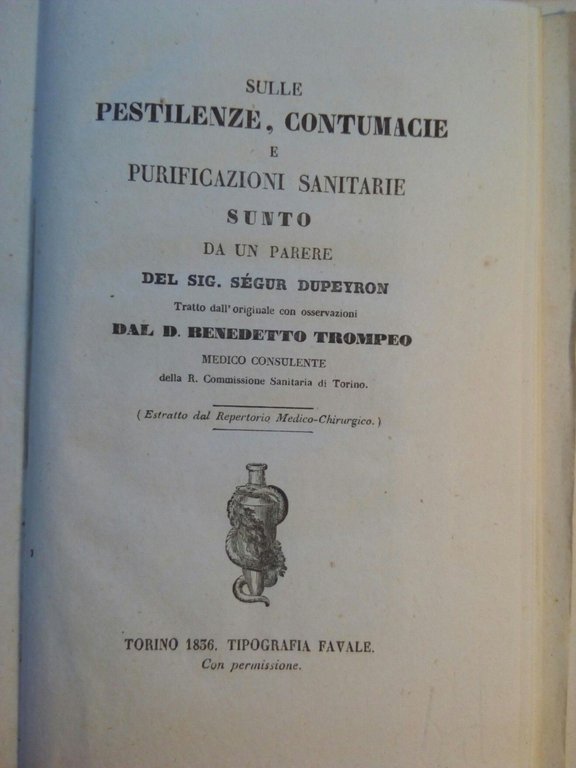 SULLE
PESTILENZE, CONTUMACIE
E
PURIFICAZIONI SANITARIE
SUNTO
DA UN PARERE
DEL SIG. SÉGUR DUPEYRON
Tratto dall'originale con osservazioni
DAL D. BENEDETTO TROMPEO
MEDICO CONSULENTE
della R. Commissione Sanitaria di Torino.
(Estratto dal Repertorio Medico-Chirurgico.)
TORINO 1836. TIPOGRAFIA FAVALE.
Con permissione.